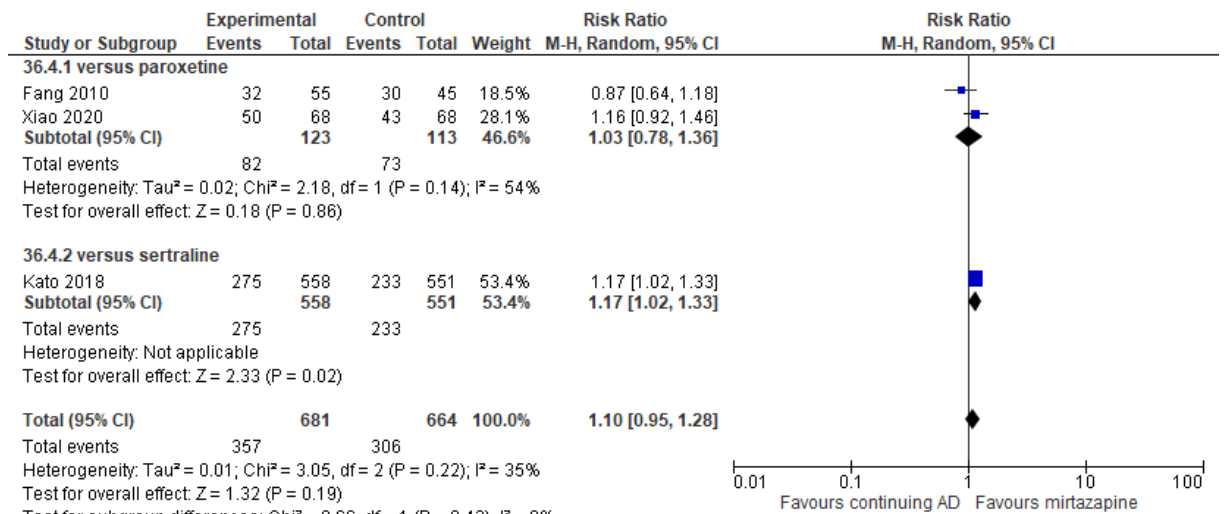 Experimental Control Risk Ratio Risk Ratio
Study or Subgroup Events Total Events Total Weight M-H, Random, 95% CI M-H, Random, 95% CI
36.4.1 versus paroxetine
Fang 2010 32 55 30 45 18.5% 0.87 [0.64, 1.18]
Xiao 2020 50 68 43 68 28.1% 1.16 [0.92, 1.46]
Subtotal (95% CI) 123 113 46.6% 1.03 [0.78, 1.36]
Total events 82 73
Heterogeneity: Tau² = 0.02; Chi² = 2.18, df = 1 (P = 0.14); I² = 54%
Test for overall effect: Z = 0.18 (P = 0.86)
36.4.2 versus sertraline
Kato 2018 275 558 233 551 53.4% 1.17 [1.02, 1.33]
Subtotal (95% CI) 558 551 53.4% 1.17 [1.02, 1.33]
Total events 275 233
Heterogeneity: Not applicable
Test for overall effect: Z = 2.33 (P = 0.02)
Total (95% CI) 681 664 100.0% 1.10 [0.95, 1.28]
Total events 357 306
Heterogeneity: Tau² = 0.01; Chi² = 3.05, df = 2 (P = 0.22); I² = 35%
Test for overall effect: Z = 1.32 (P = 0.19)
0.01 0.1 1 10 100
Favours continuing AD Favours mirtazapine